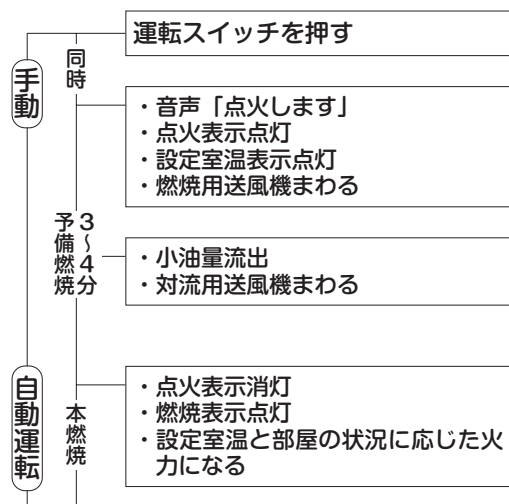 運転スイッチを押す
手動
同時
・音声「点火します」
・点火表示点灯
・設定室温表示点灯
・燃焼用送風機まわる
3～4分
予備燃焼
・小油量流出
・対流用送風機まわる
自動運転
本燃焼
・点火表示消灯
・燃焼表示点灯
・設定室温と部屋の状況に応じた火
力になる